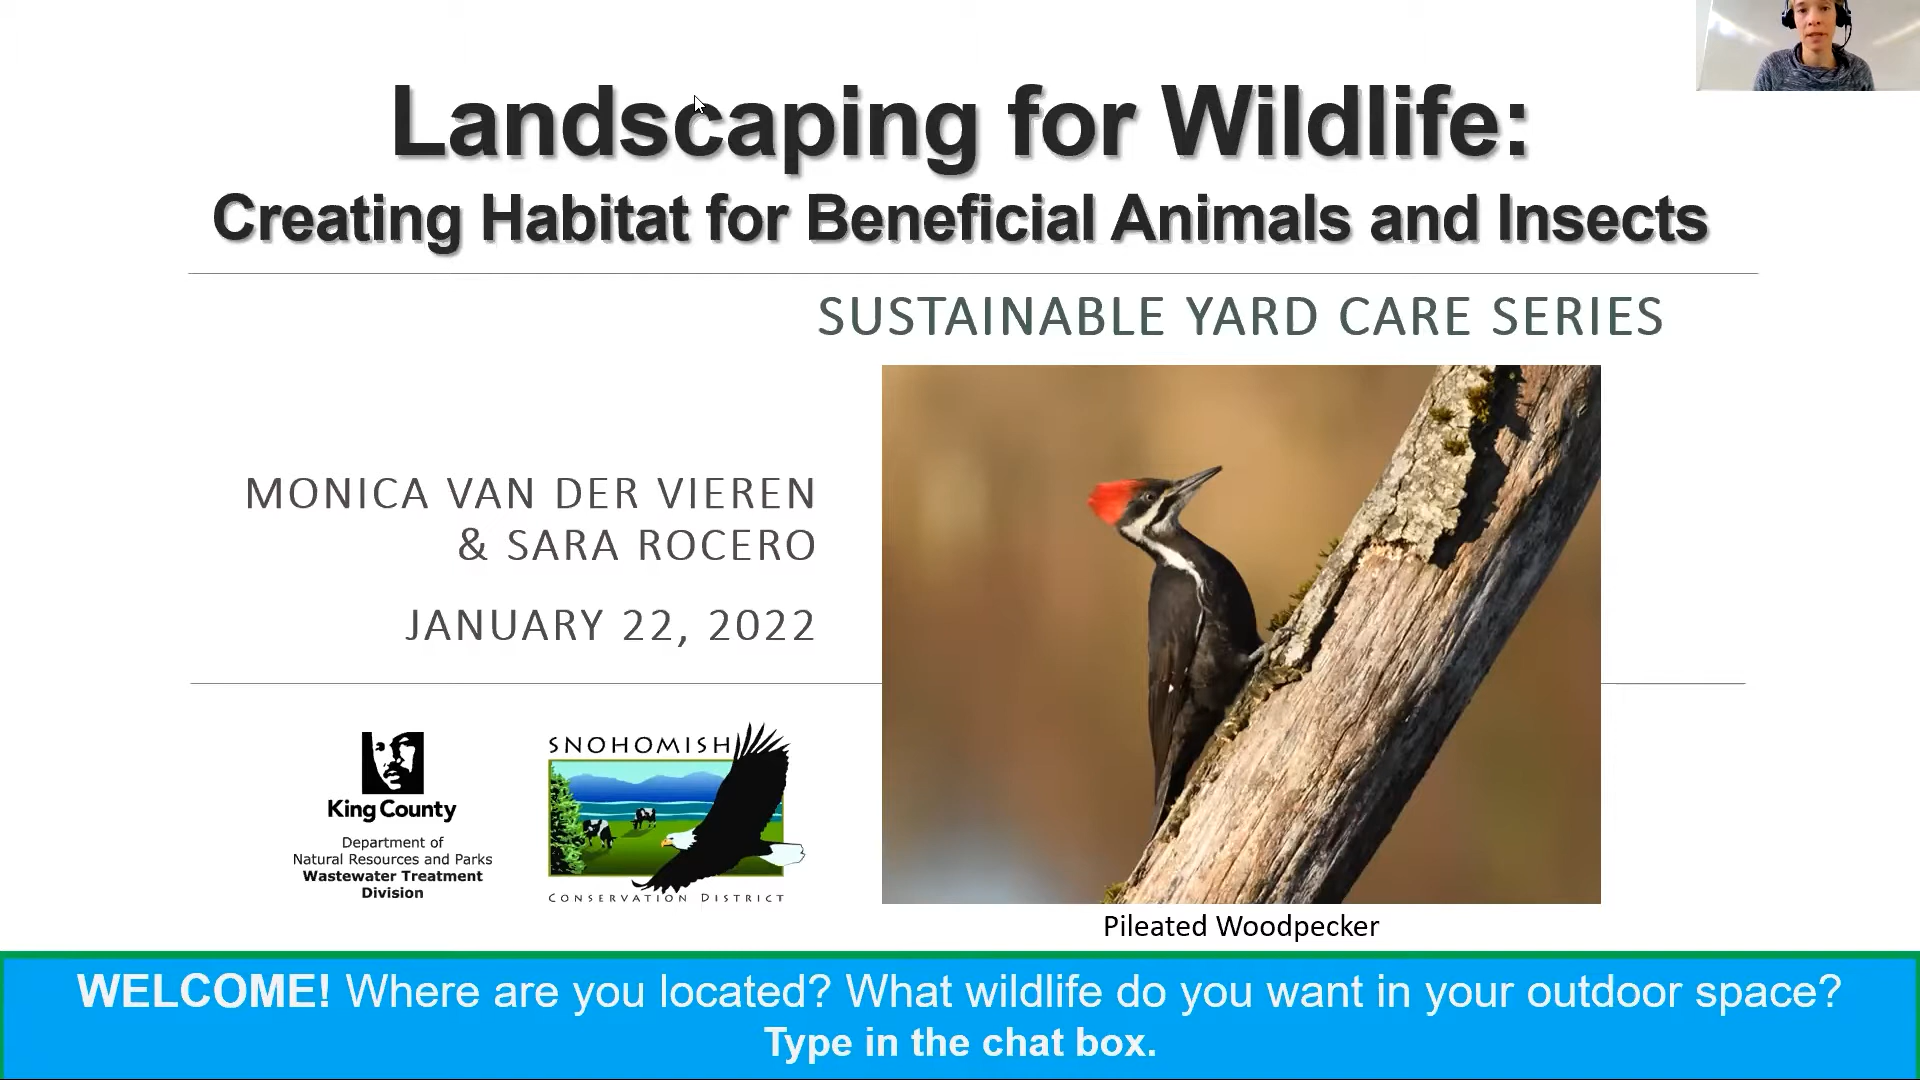 Landscaping for Wildlife:
Creating Habitat for Beneficial Animals and Insects
SUSTAINABLE YARD CARE SERIES
MONICA VAN DER VIEREN
& SARA ROCERO
JANUARY 22, 2022
King County
Department of
Natural Resources and Parks
Wastewater Treatment
Division
SNOHOMISH
CONSERVATION DISTRICT
Pileated Woodpecker
WELCOME! Where are you located? What wildlife do you want in your outdoor space?
Type in the chat box.